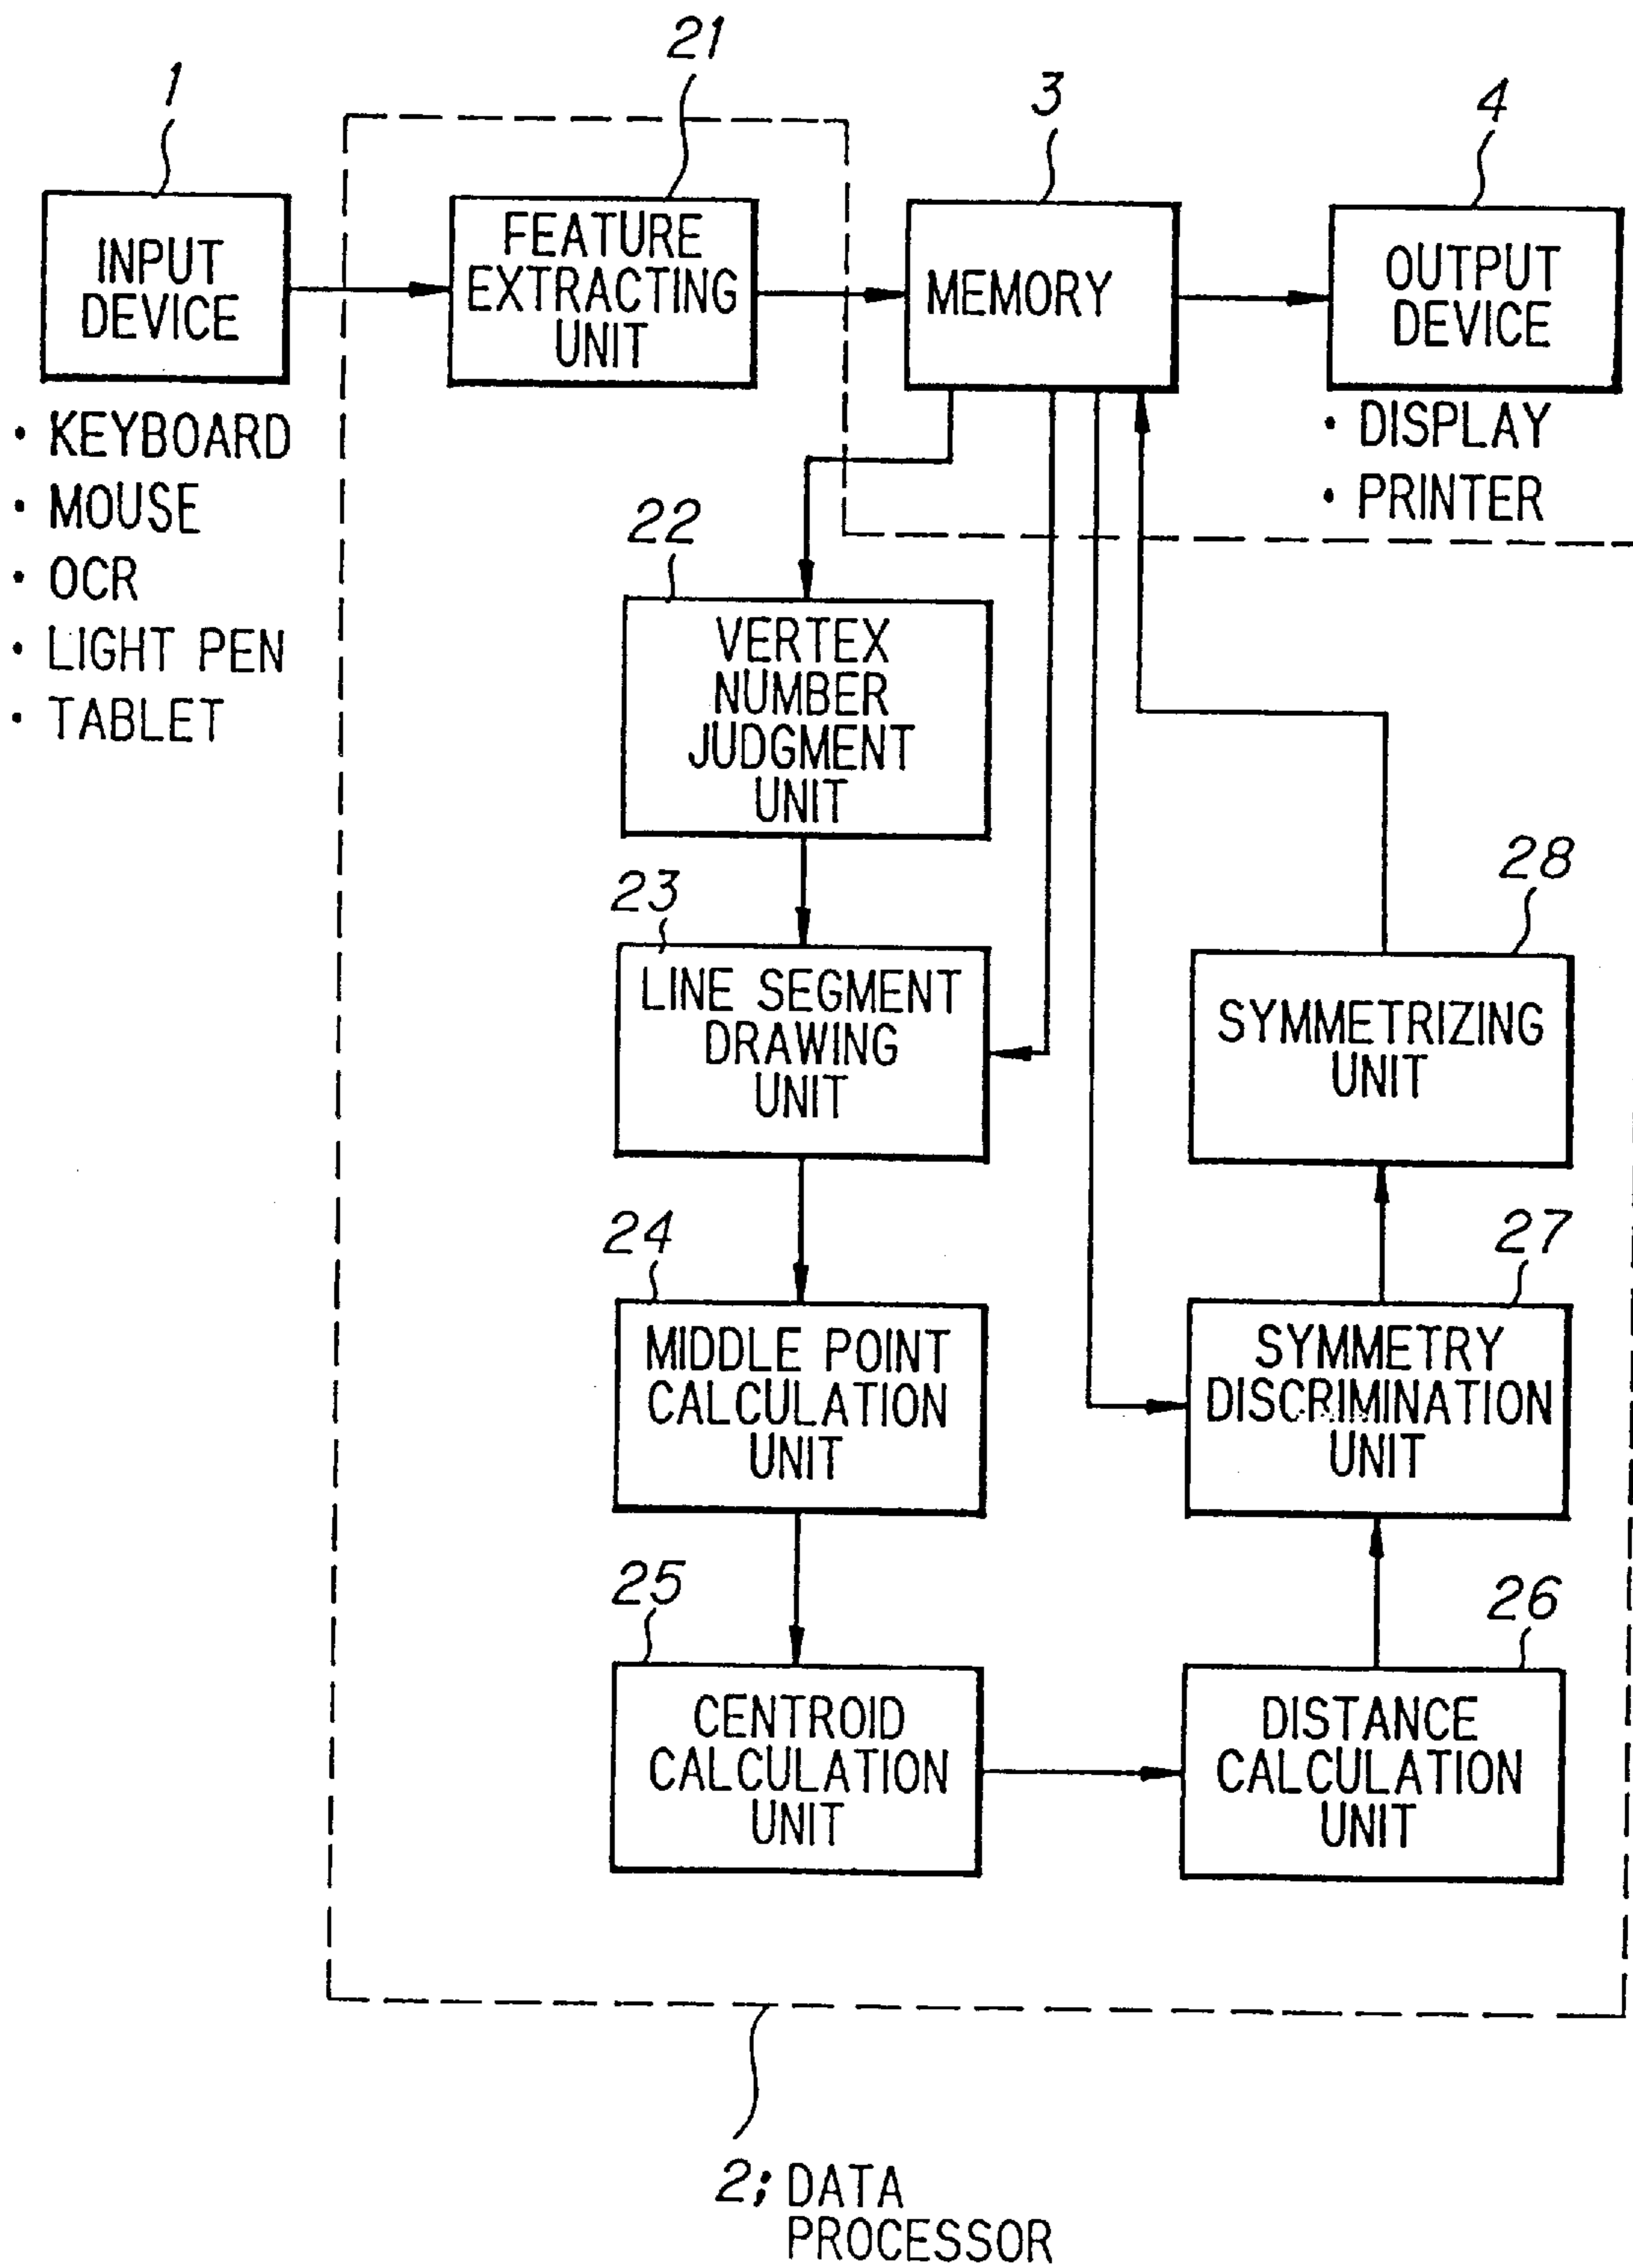 1
21
3
4
INPUT
DEVICE
FEATURE
EXTRACTING
UNIT
MEMORY
OUTPUT
DEVICE
· KEYBOARD
· MOUSE
· OCR
· LIGHT PEN
· TABLET
· DISPLAY
· PRINTER
22
VERTEX
NUMBER
JUDGMENT
UNIT
23
LINE SEGMENT
DRAWING
UNIT
28
SYMMETRIZING
UNIT
24
MIDDLE POINT
CALCULATION
UNIT
27
SYMMETRY
DISCRIMINATION
UNIT
25
CENTROID
CALCULATION
UNIT
26
DISTANCE
CALCULATION
UNIT
2; DATA
PROCESSOR